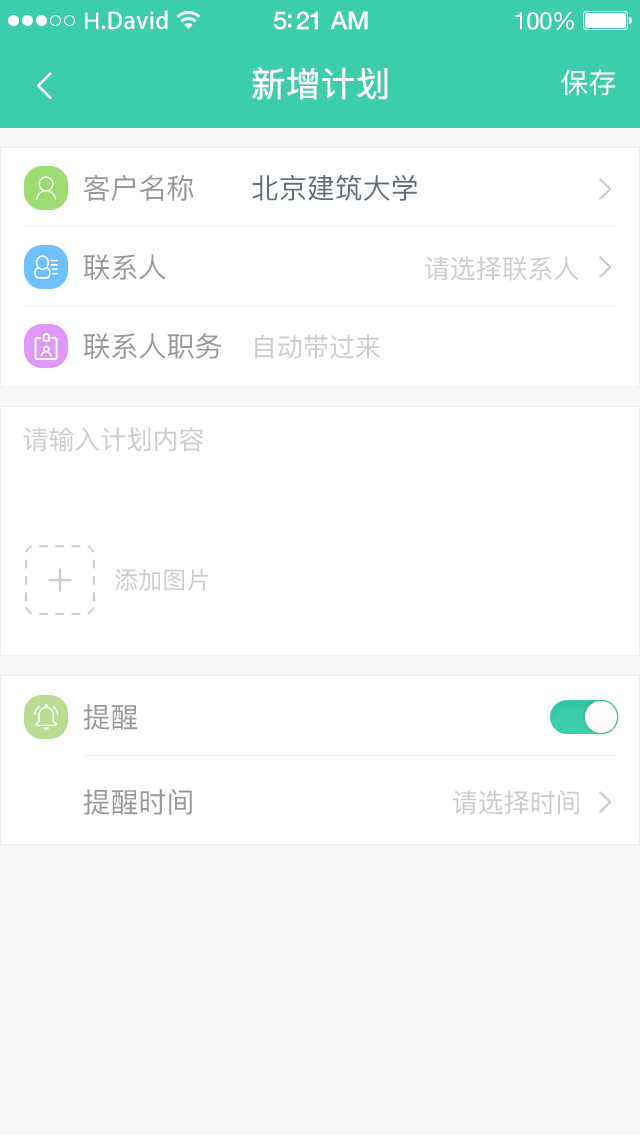 H.David 5:21 AM 100%
新增计划 保存
客户名称 北京建筑大学
联系人 请选择联系人
联系人职务 自动带过来
请输入计划内容
添加图片
提醒
提醒时间 请选择时间